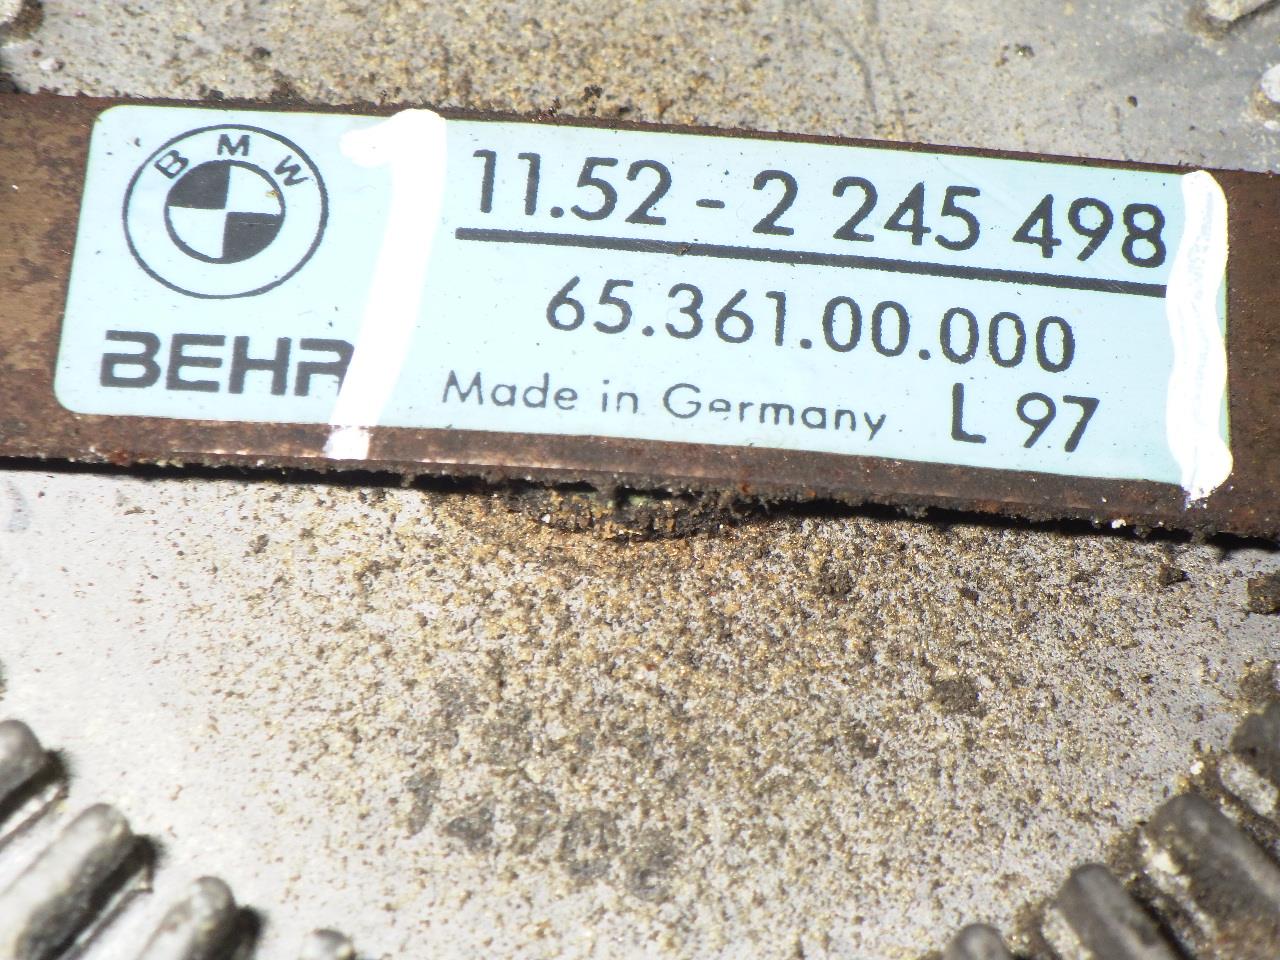 BMW
BEHR
11.52 - 2 245 498
65.361.00.000
Made in Germany L 97